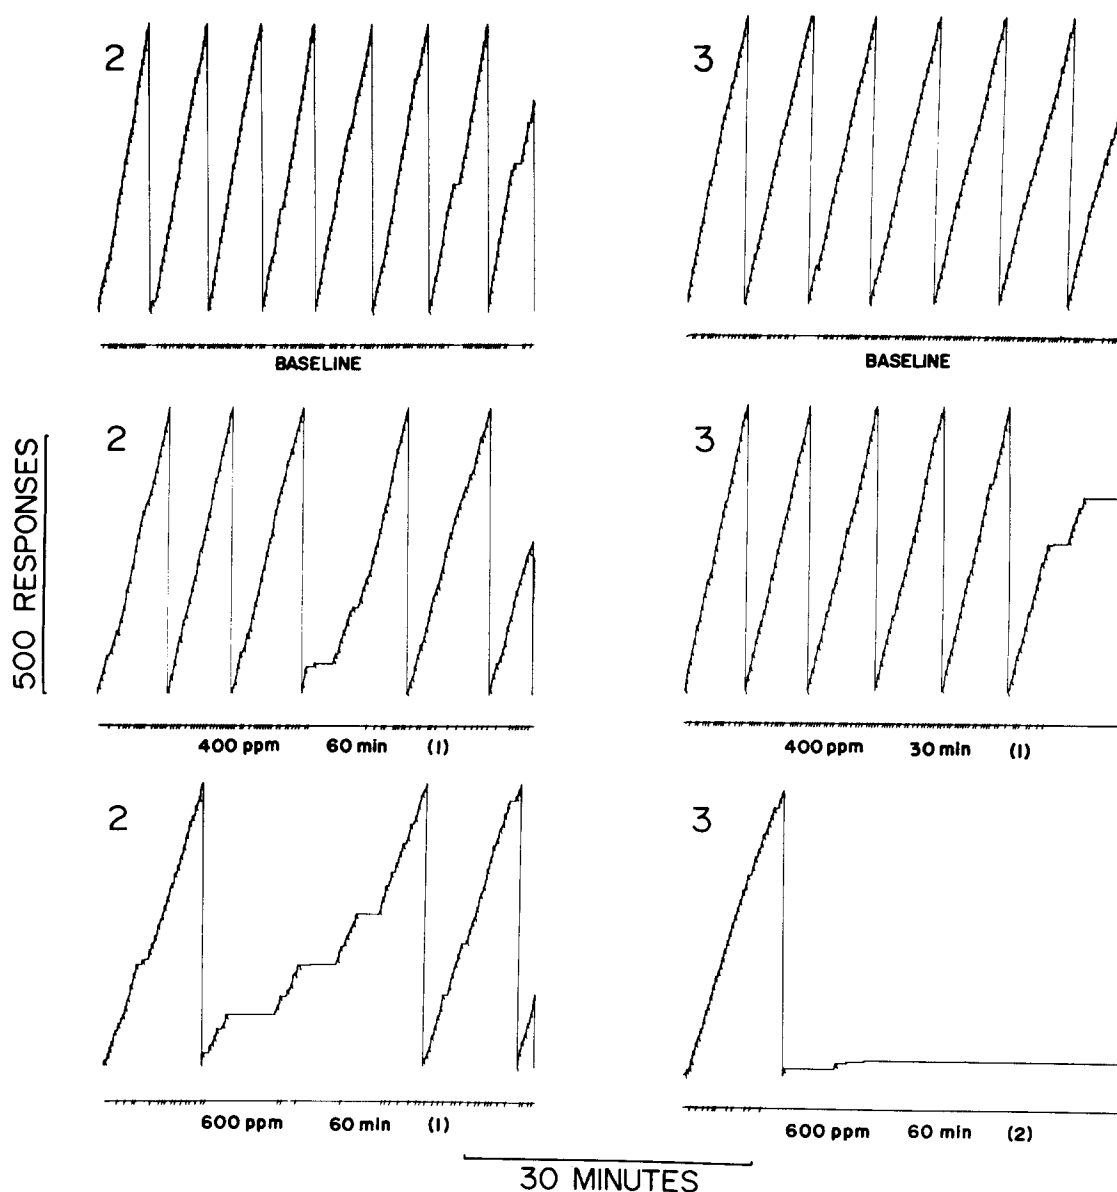 2
3
BASELINE
BASELINE
500 RESPONSES
2
3
400 ppm 60 min (1)
400 ppm 30 min (1)
2
3
600 ppm 60 min (1)
600 ppm 60 min (2)
30 MINUTES